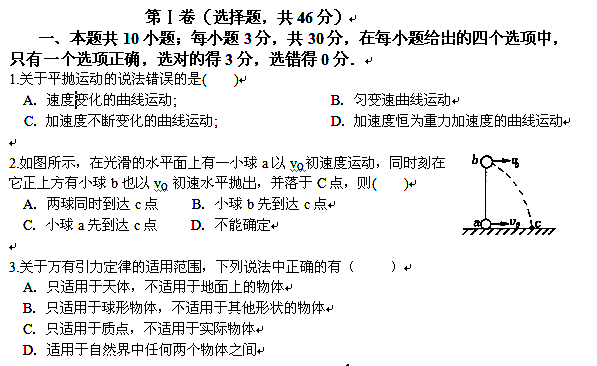 第Ⅰ卷（选择题，共 46 分）
一、本题共 10 小题；每小题 3 分，共 30 分，在每小题给出的四个选项中，
只有一个选项正确，选对的得 3 分，选错得 0 分．
1.关于平抛运动的说法错误的是( )
A. 速度变化的曲线运动; B. 匀变速曲线运动
C. 加速度不断变化的曲线运动; D. 加速度恒为重力加速度的曲线运动
2.如图所示，在光滑的水平面上有一小球 a 以 v0 初速度运动，同时刻在
它正上方有小球 b 也以 v0 初速水平抛出，并落于 C 点，则( )
A. 两球同时到达 c 点 B. 小球 b 先到达 c 点
C. 小球 a 先到达 c 点 D. 不能确定
b v0
a v0 c
3.关于万有引力定律的适用范围，下列说法中正确的有（ ）
A. 只适用于天体，不适用于地面上的物体
B. 只适用于球形物体，不适用于其他形状的物体
C. 只适用于质点，不适用于实际物体
D. 适用于自然界中任何两个物体之间